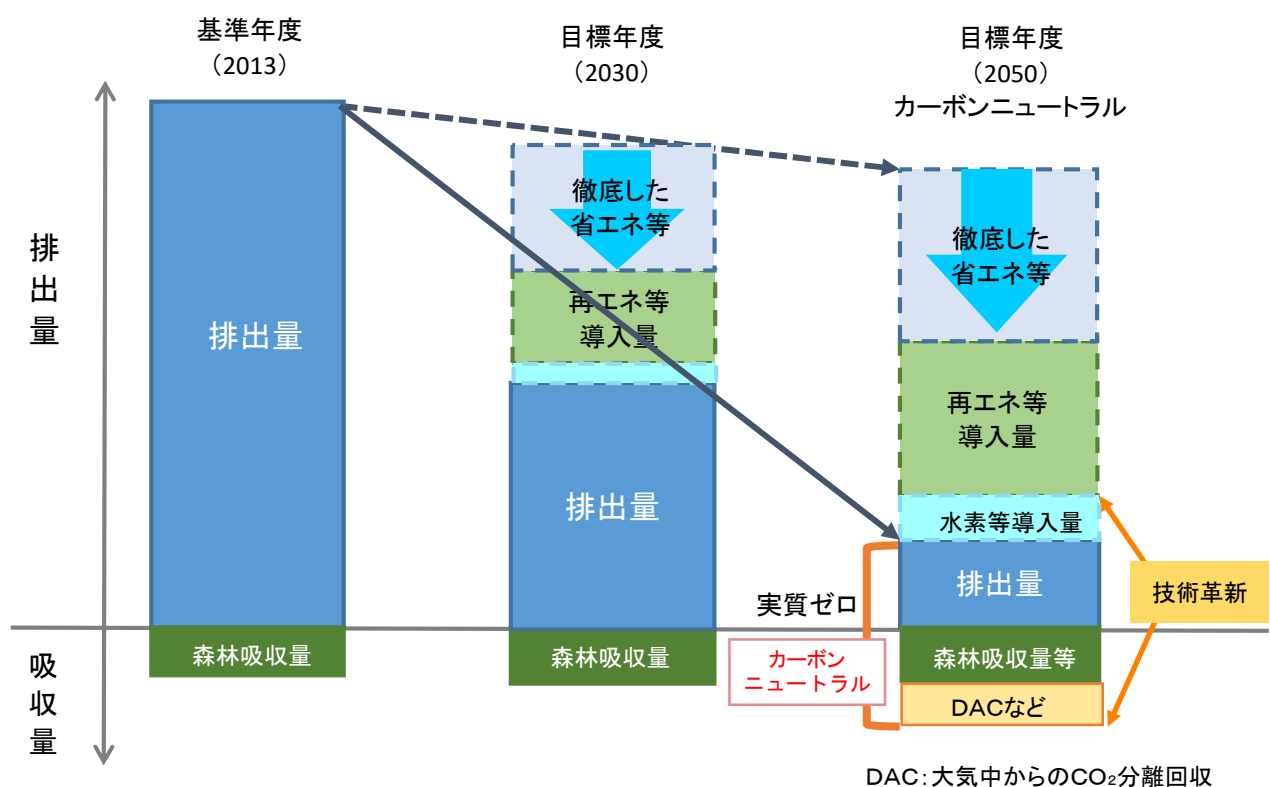 基準年度
（2013）
目標年度
（2030）
目標年度
（2050）
カーボンニュートラル
排出量
吸収量
排出量
森林吸収量
徹底した
省エネ等
再エネ等
導入量
排出量
森林吸収量
徹底した
省エネ等
再エネ等
導入量
水素等導入量
排出量
森林吸収量等
DACなど
実質ゼロ
カーボン
ニュートラル
技術革新
DAC：大気中からのCO₂分離回収